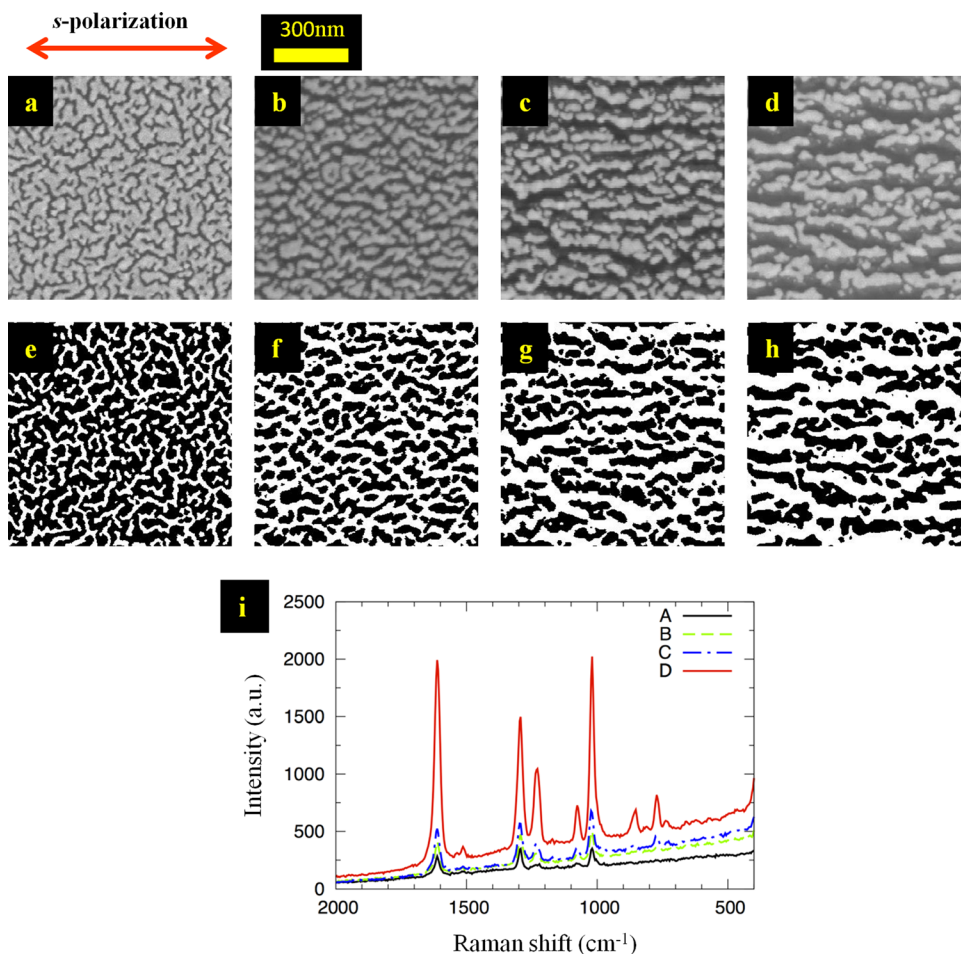 s-polarization
300nm
a
b
c
d
e
f
g
h
i
2500
2000
1500
1000
500
0
Intensity (a.u.)
A
B
C
D
2000
1500
1000
500
Raman shift (cm⁻¹)